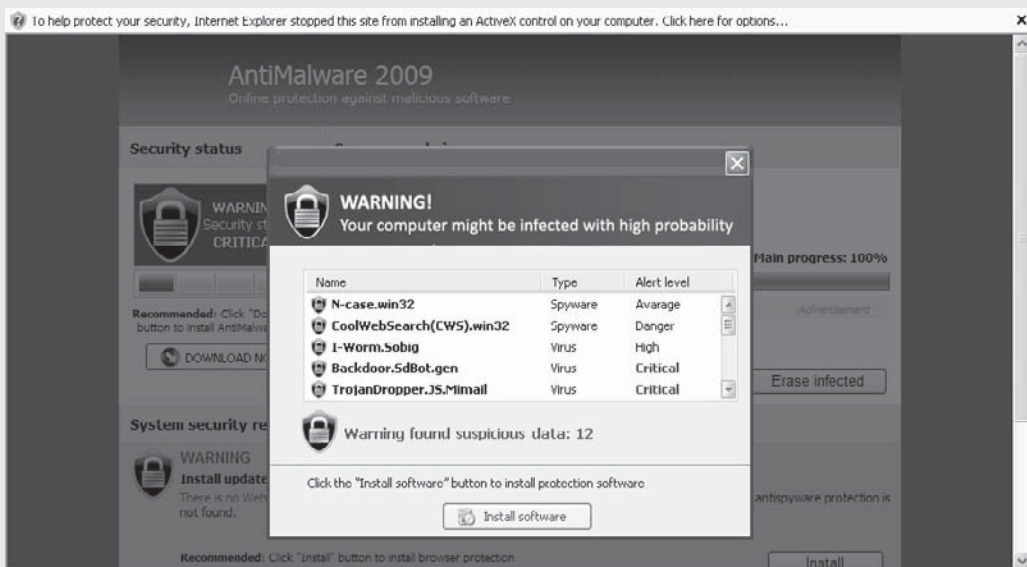 To help protect your security, Internet Explorer stopped this site from installing an ActiveX control on your computer. Click here for options...
AntiMalware 2009
Online protection against malicious software
Security status
WARNING!
Your computer might be infected with high probability
WARNIN
Security st
CRITICA
Main progress: 100%
Name Type Alert level
N-case.win32 Spyware Avarage
CoolWebSearch(CWS).win32 Spyware Danger
I-Worm.Sobig Virus High
Backdoor.SdBot.gen Virus Critical
TrojanDropper.JS.Mimail Virus Critical
Recommended: Click "Do
button to install AntiMalwa
Advertisement
DOWNLOAD NO
Erase infected
Warning found suspicious data: 12
System security re
WARNING
Install update
There is no Web
not found.
antispyware protection is
Click the "Install software" button to install protection software
Install software
Recommended: Click "Install" button to install browser protection
Install